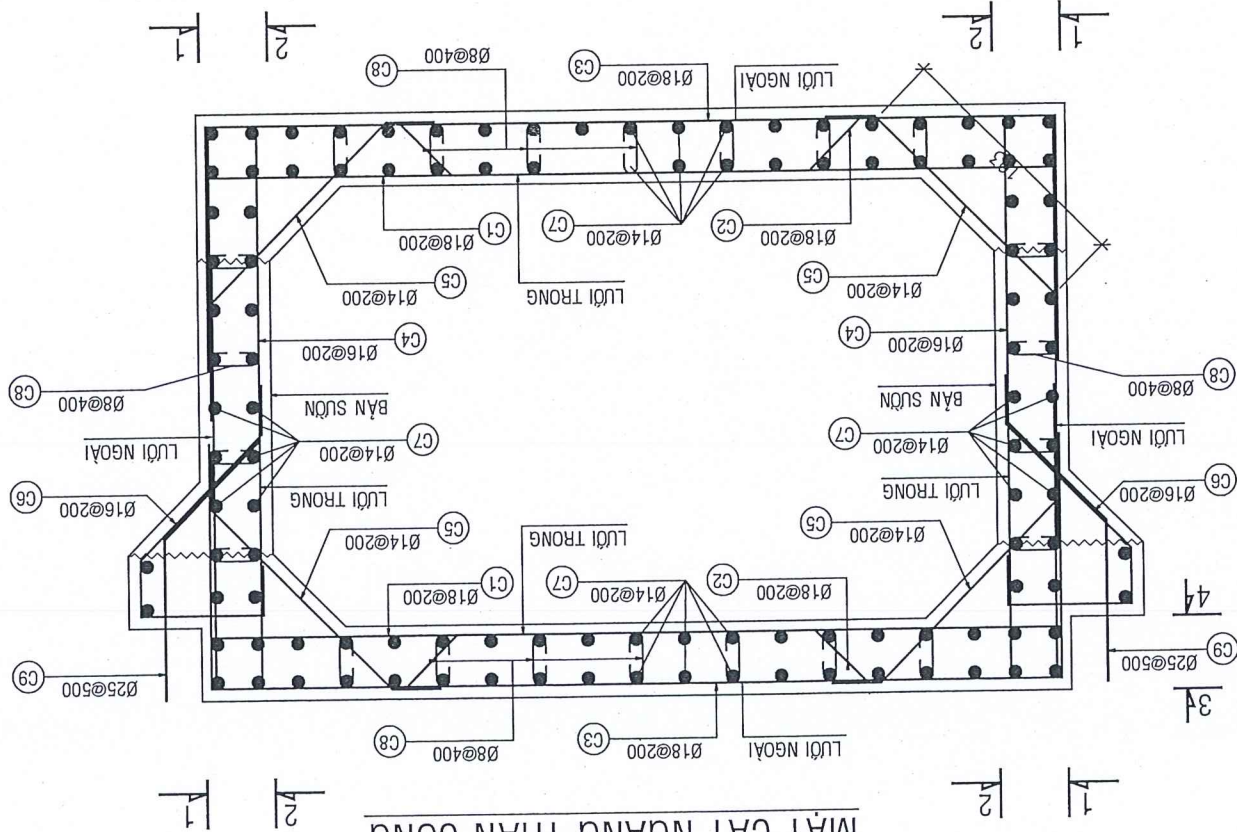 MẶT CẮT NGANG THÂN CỐNG
1
2
2
1
LƯỚI NGOÀI
Ø18@200
C3
Ø8@400
C8
3
4
C9
Ø25@500
Ø25@500
C9
C2
Ø18@200
C7
Ø14@200
C1
Ø18@200
LƯỚI TRONG
C5
Ø14@200
C5
Ø14@200
C6
Ø16@200
C6
Ø16@200
LƯỚI TRONG
LƯỚI TRONG
LƯỚI NGOÀI
LƯỚI NGOÀI
C7
Ø14@200
C7
Ø14@200
BẢN SƯỜN
BẢN SƯỜN
C8
Ø8@400
C8
Ø8@400
C4
Ø16@200
C4
Ø16@200
C5
Ø14@200
C5
Ø14@200
LƯỚI TRONG
C2
Ø18@200
C7
Ø14@200
C1
Ø18@200
LƯỚI NGOÀI
C3
Ø18@200
C8
Ø8@400
1
2
2
1